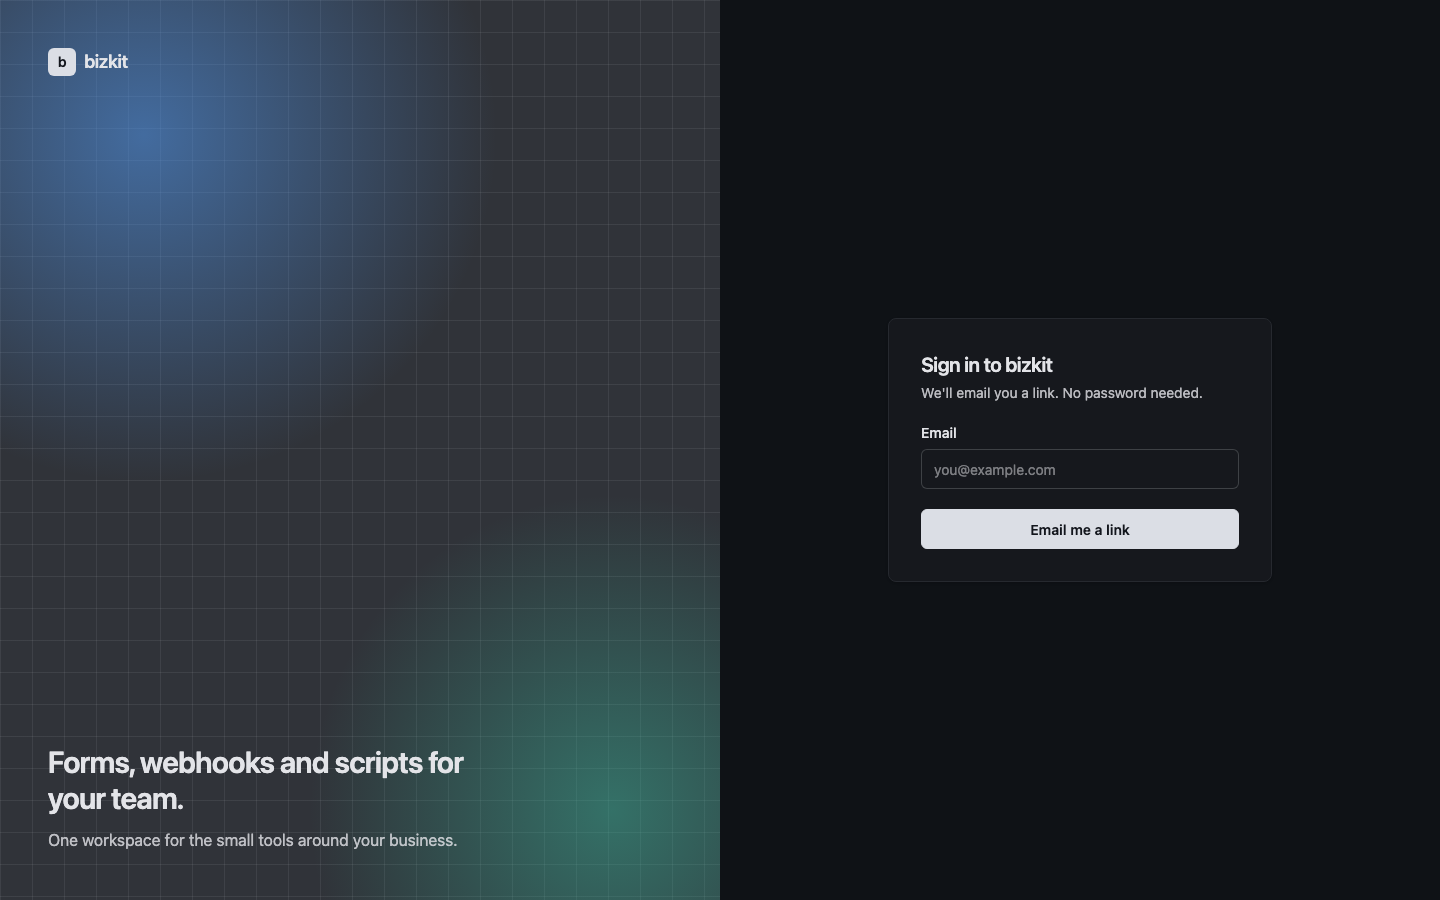 b bizkit
Forms, webhooks and scripts for
your team.
One workspace for the small tools around your business.
Sign in to bizkit
We'll email you a link. No password needed.
Email
you@example.com
Email me a link